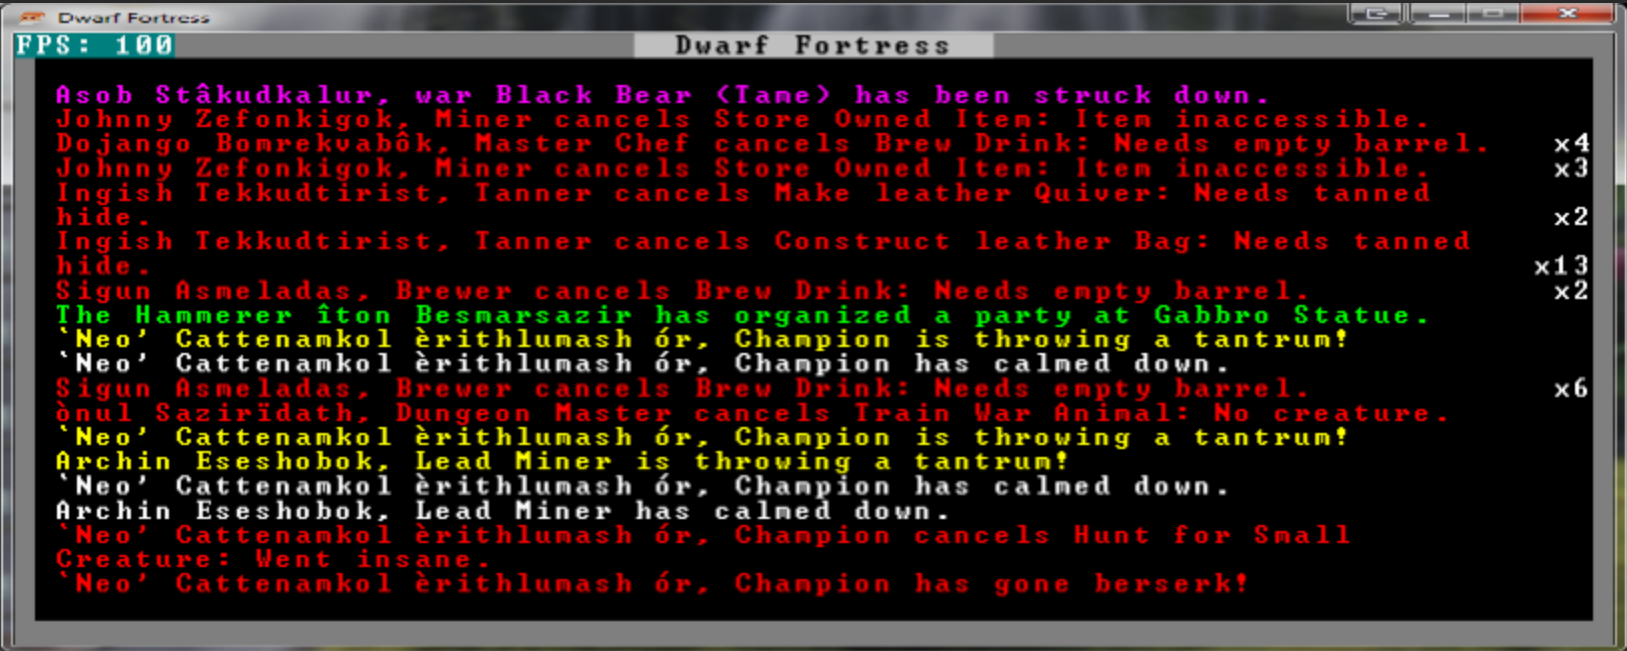 Dwarf Fortress
FPS: 100
Dwarf Fortress
Asob Stâkudkalur, war Black Bear (Tame) has been struck down.
Johnny Zefonkigok, Miner cancels Store Owned Item: Item inaccessible.
Dojango Bomrekvabôk, Master Chef cancels Brew Drink: Needs empty barrel. x4
Johnny Zefonkigok, Miner cancels Store Owned Item: Item inaccessible. x3
Ingish Tekkudtirist, Tanner cancels Make leather Quiver: Needs tanned
hide. x2
Ingish Tekkudtirist, Tanner cancels Construct leather Bag: Needs tanned
hide. x13
Sigun Asmeladas, Brewer cancels Brew Drink: Needs empty barrel. x2
The Hammerer îton Besmarsazir has organized a party at Gabbro Statue.
`Neo' Cattenamkol èrithlumash ór, Champion is throwing a tantrum!
`Neo' Cattenamkol èrithlumash ór, Champion has calmed down.
Sigun Asmeladas, Brewer cancels Brew Drink: Needs empty barrel. x6
ònul Sazirïdath, Dungeon Master cancels Train War Animal: No creature.
`Neo' Cattenamkol èrithlumash ór, Champion is throwing a tantrum!
Archin Eseshobok, Lead Miner is throwing a tantrum!
`Neo' Cattenamkol èrithlumash ór, Champion has calmed down.
Archin Eseshobok, Lead Miner has calmed down.
`Neo' Cattenamkol èrithlumash ór, Champion cancels Hunt for Small
Creature: Went insane.
`Neo' Cattenamkol èrithlumash ór, Champion has gone berserk!